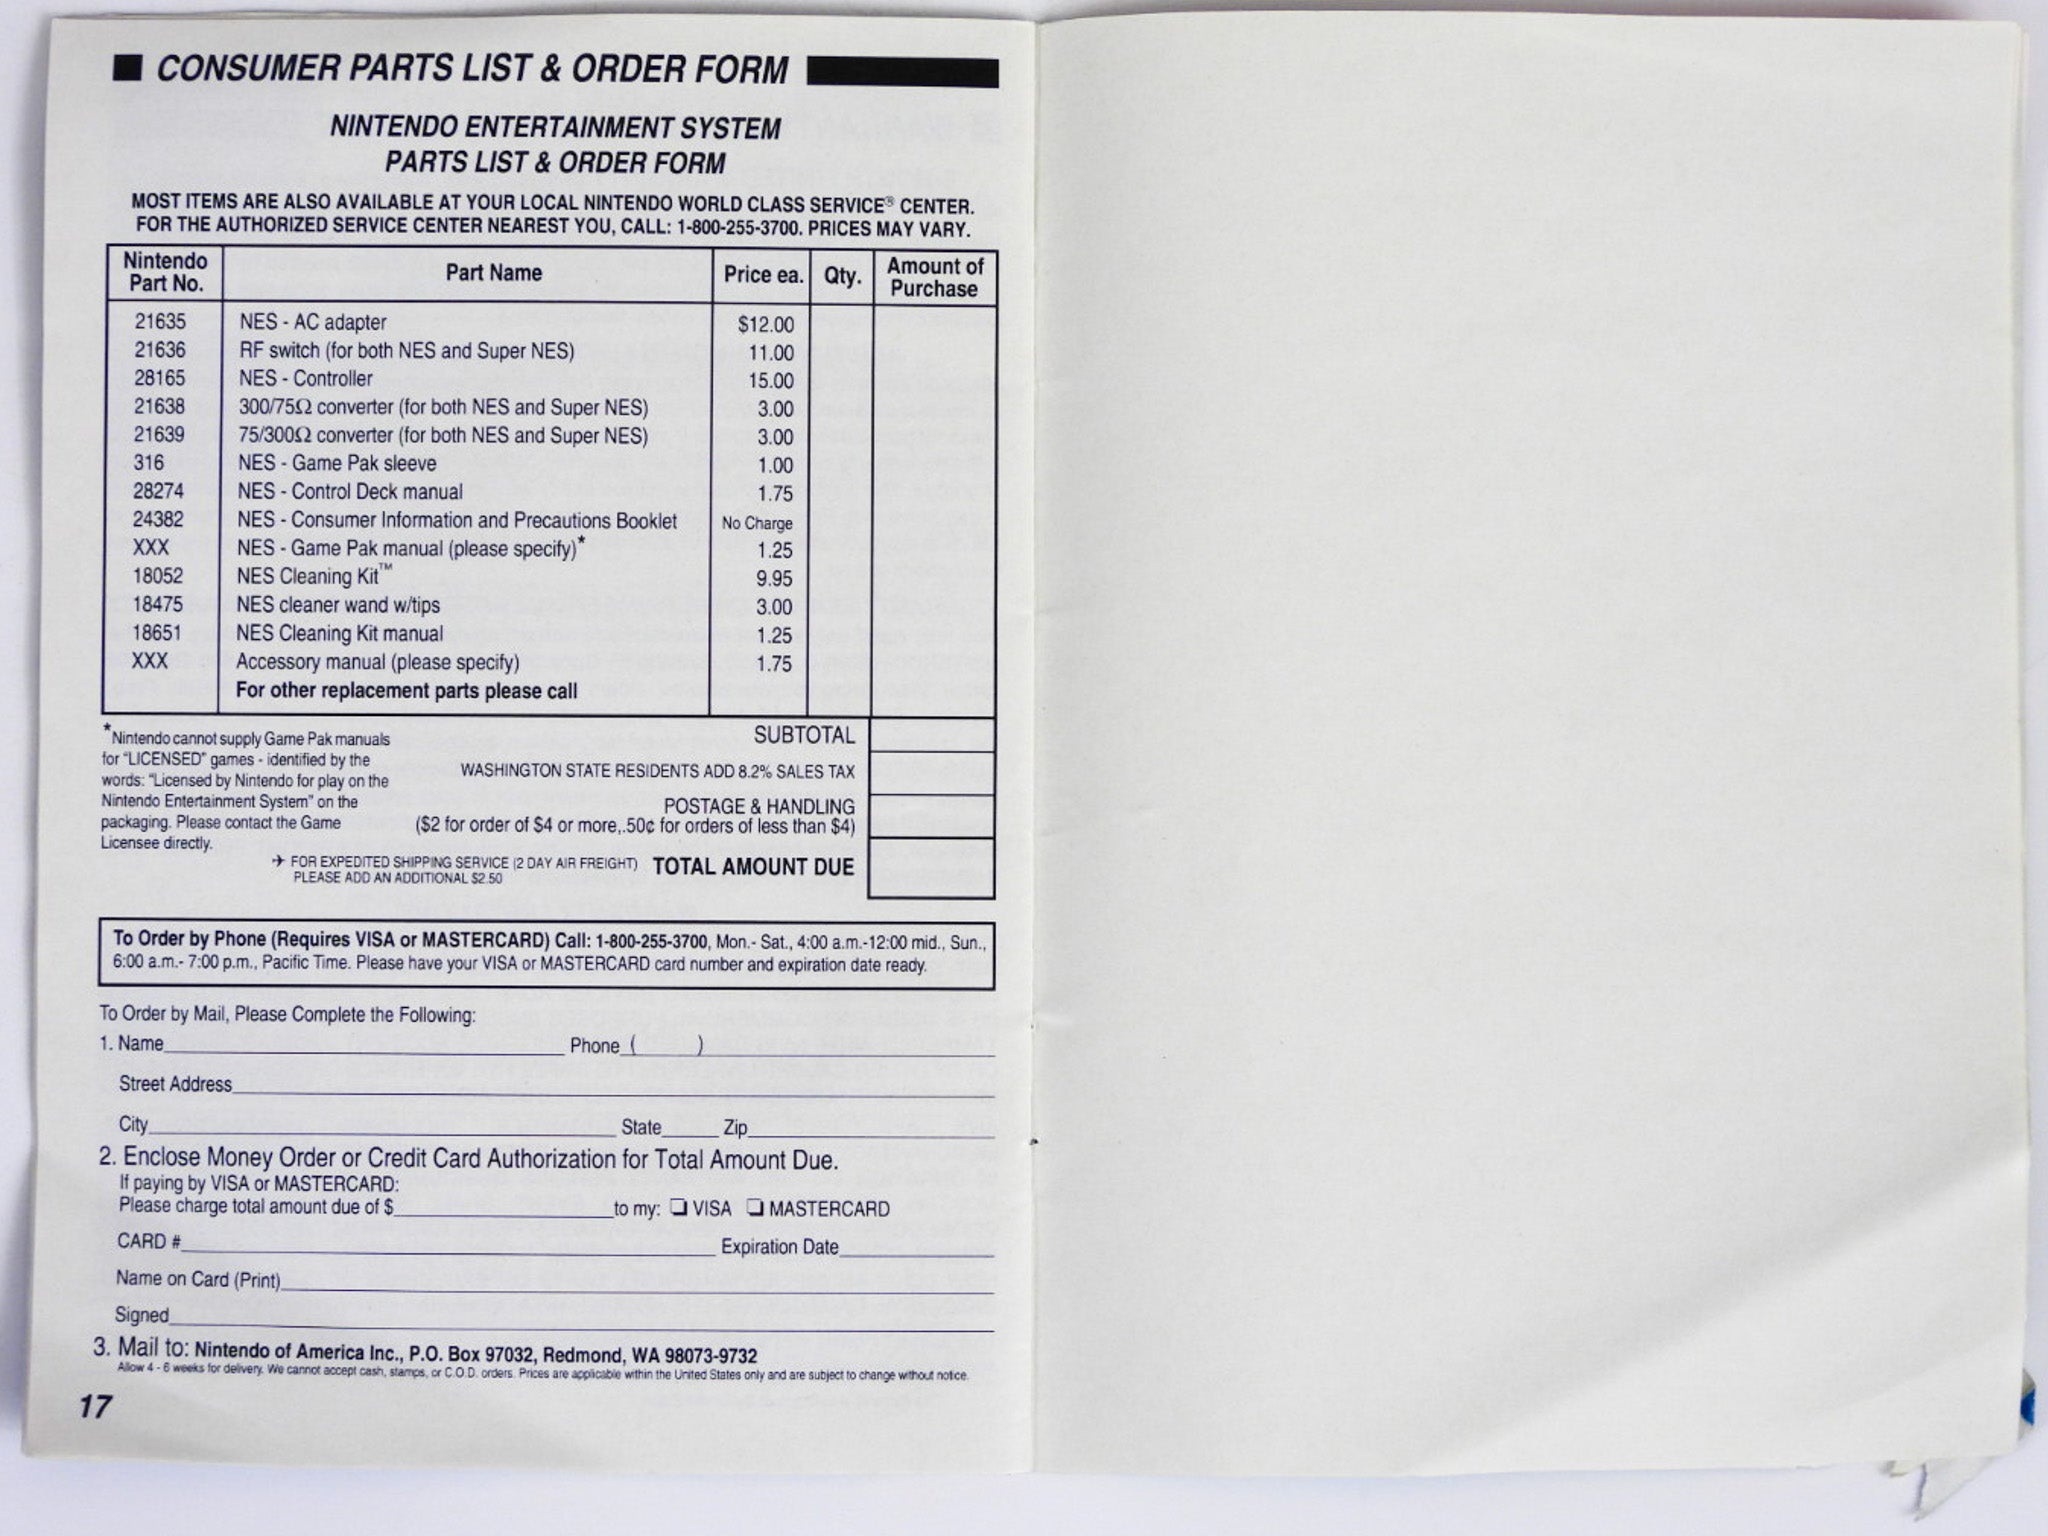 CONSUMER PARTS LIST & ORDER FORM
NINTENDO ENTERTAINMENT SYSTEM
PARTS LIST & ORDER FORM
MOST ITEMS ARE ALSO AVAILABLE AT YOUR LOCAL NINTENDO WORLD CLASS SERVICE® CENTER.
FOR THE AUTHORIZED SERVICE CENTER NEAREST YOU, CALL: 1-800-255-3700. PRICES MAY VARY.
Nintendo Part No. Part Name Price ea. Qty. Amount of Purchase
21635 NES - AC adapter $12.00
21636 RF switch (for both NES and Super NES) 11.00
28165 NES - Controller 15.00
21638 300/75Ω converter (for both NES and Super NES) 3.00
21639 75/300Ω converter (for both NES and Super NES) 3.00
316 NES - Game Pak sleeve 1.00
28274 NES - Control Deck manual 1.75
24382 NES - Consumer Information and Precautions Booklet No Charge
XXX NES - Game Pak manual (please specify)* 1.25
18052 NES Cleaning Kit™ 9.95
18475 NES cleaner wand w/tips 3.00
18651 NES Cleaning Kit manual 1.25
XXX Accessory manual (please specify) 1.75
For other replacement parts please call
*Nintendo cannot supply Game Pak manuals
for "LICENSED" games - identified by the
words: "Licensed by Nintendo for play on the
Nintendo Entertainment System" on the
packaging. Please contact the Game
Licensee directly.
SUBTOTAL
WASHINGTON STATE RESIDENTS ADD 8.2% SALES TAX
POSTAGE & HANDLING
($2 for order of $4 or more,.50¢ for orders of less than $4)
✈ FOR EXPEDITED SHIPPING SERVICE (2 DAY AIR FREIGHT)
PLEASE ADD AN ADDITIONAL $2.50
TOTAL AMOUNT DUE
To Order by Phone (Requires VISA or MASTERCARD) Call: 1-800-255-3700, Mon.- Sat., 4:00 a.m.-12:00 mid., Sun.,
6:00 a.m.- 7:00 p.m., Pacific Time. Please have your VISA or MASTERCARD card number and expiration date ready.
To Order by Mail, Please Complete the Following:
1. Name Phone ( )
Street Address
City State Zip
2. Enclose Money Order or Credit Card Authorization for Total Amount Due.
If paying by VISA or MASTERCARD:
Please charge total amount due of $ to my: ❏ VISA ❏ MASTERCARD
CARD # Expiration Date
Name on Card (Print)
Signed
3. Mail to: Nintendo of America Inc., P.O. Box 97032, Redmond, WA 98073-9732
Allow 4 - 6 weeks for delivery. We cannot accept cash, stamps, or C.O.D. orders. Prices are applicable within the United States only and are subject to change without notice.
17